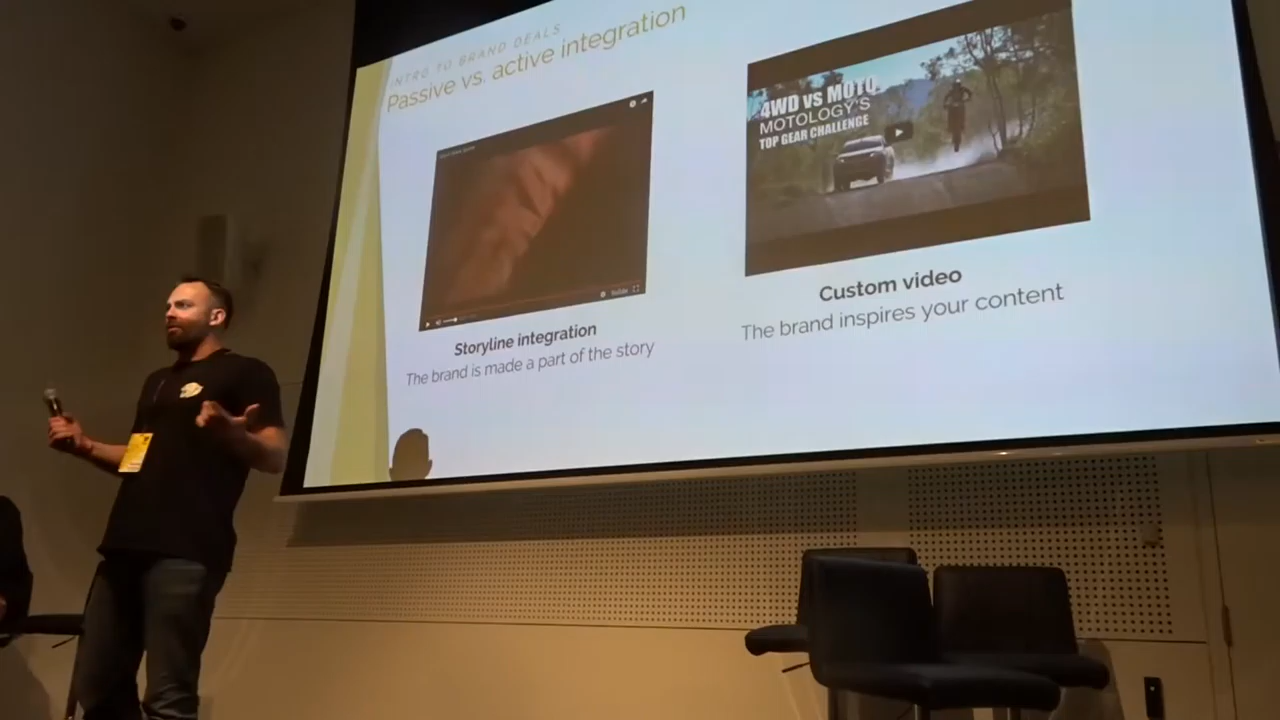 INTRO TO BRAND DEALS
Passive vs. active integration
4WD vs MOTO
MOTOLOGY'S
TOP GEAR CHALLENGE
YouTube
Storyline integration
The brand is made a part of the story
Custom video
The brand inspires your content